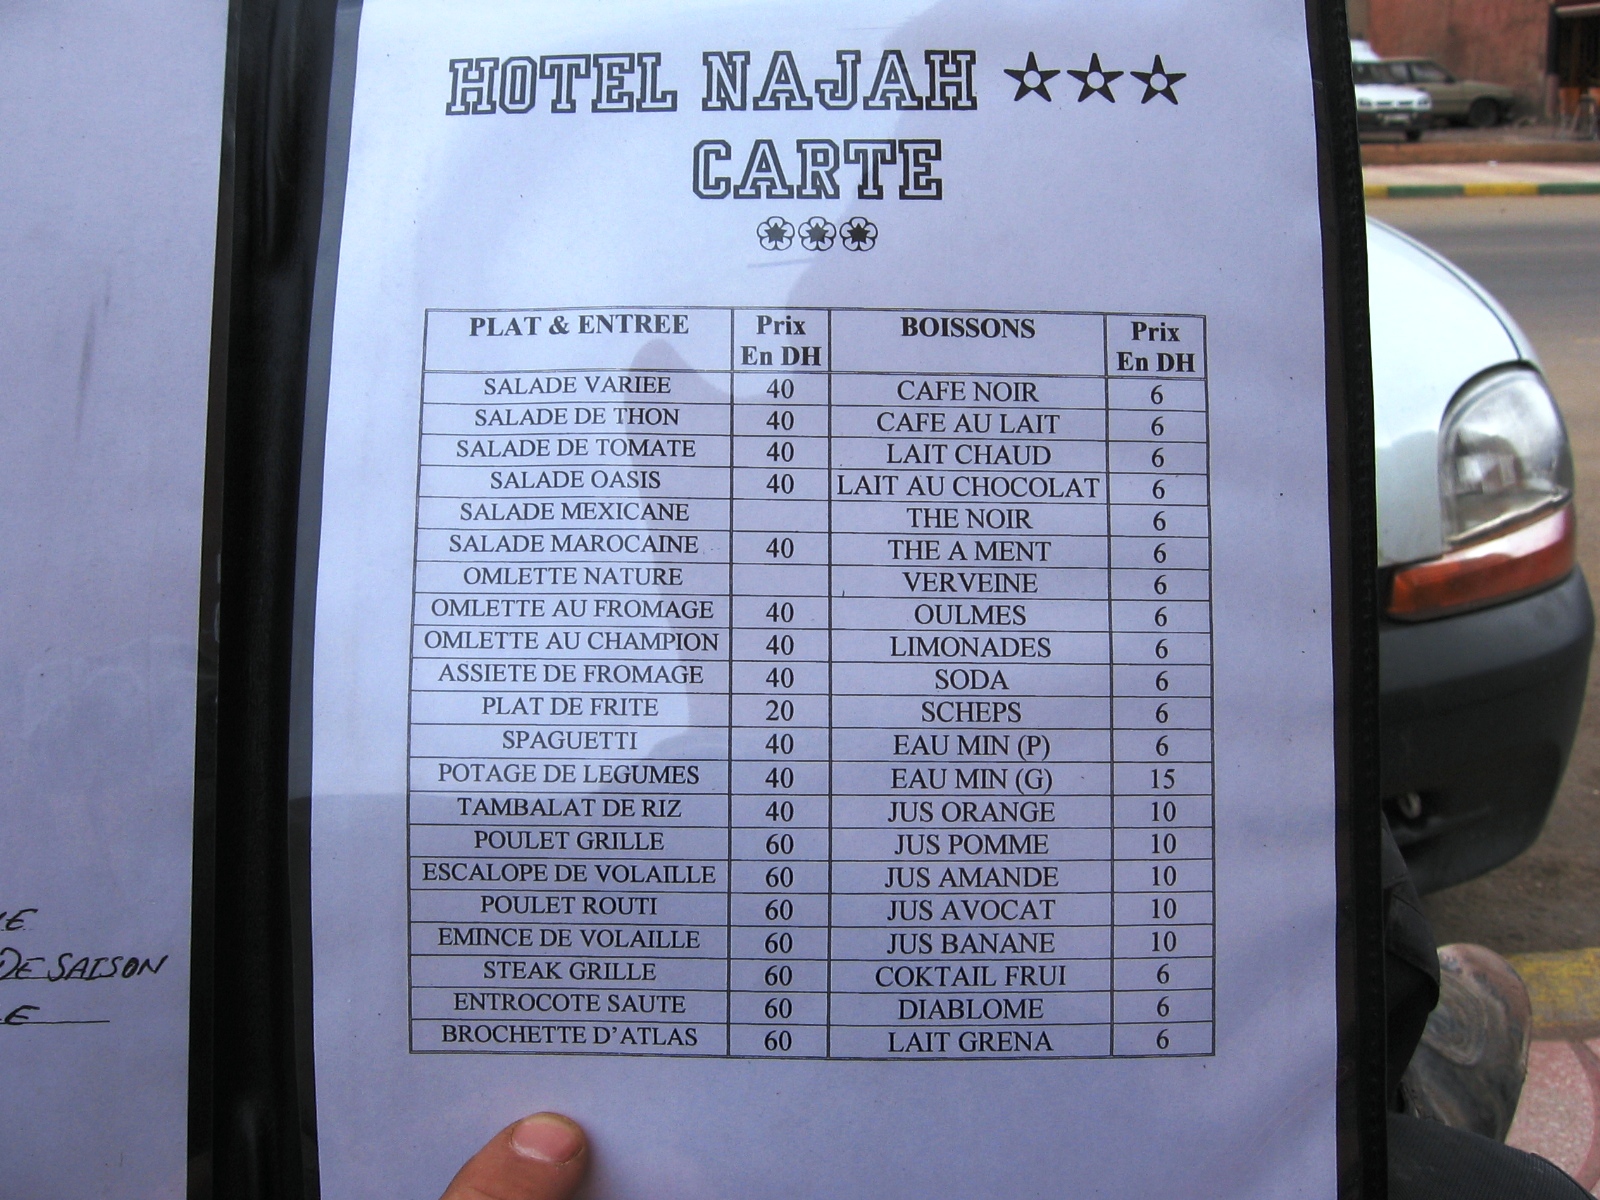 HOTEL NAJAH
CARTE
PLAT & ENTREE Prix En DH BOISSONS Prix En DH
SALADE VARIEE 40 CAFE NOIR 6
SALADE DE THON 40 CAFE AU LAIT 6
SALADE DE TOMATE 40 LAIT CHAUD 6
SALADE OASIS 40 LAIT AU CHOCOLAT 6
SALADE MEXICANE THE NOIR 6
SALADE MAROCAINE 40 THE A MENT 6
OMLETTE NATURE VERVEINE 6
OMLETTE AU FROMAGE 40 OULMES 6
OMLETTE AU CHAMPION 40 LIMONADES 6
ASSIETE DE FROMAGE 40 SODA 6
PLAT DE FRITE 20 SCHEPS 6
SPAGUETTI 40 EAU MIN (P) 6
POTAGE DE LEGUMES 40 EAU MIN (G) 15
TAMBALAT DE RIZ 40 JUS ORANGE 10
POULET GRILLE 60 JUS POMME 10
ESCALOPE DE VOLAILLE 60 JUS AMANDE 10
POULET ROUTI 60 JUS AVOCAT 10
EMINCE DE VOLAILLE 60 JUS BANANE 10
STEAK GRILLE 60 COKTAIL FRUI 6
ENTROCOTE SAUTE 60 DIABLOME 6
BROCHETTE D'ATLAS 60 LAIT GRENA 6
DE SAISON